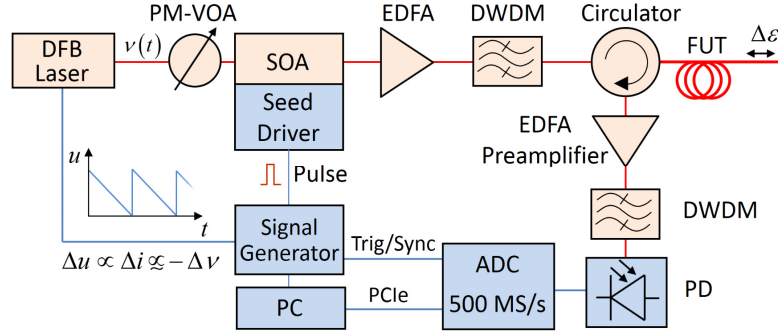 PM-VOA
EDFA
DWDM
Circulator
DFB
Laser
ν(t)
SOA
Seed
Driver
FUT
Δε
EDFA
Preamplifier
u
t
Pulse
DWDM
Δu ∝ Δi ≨ − Δν
Signal
Generator
Trig/Sync
ADC
500 MS/s
PD
PC
PCIe